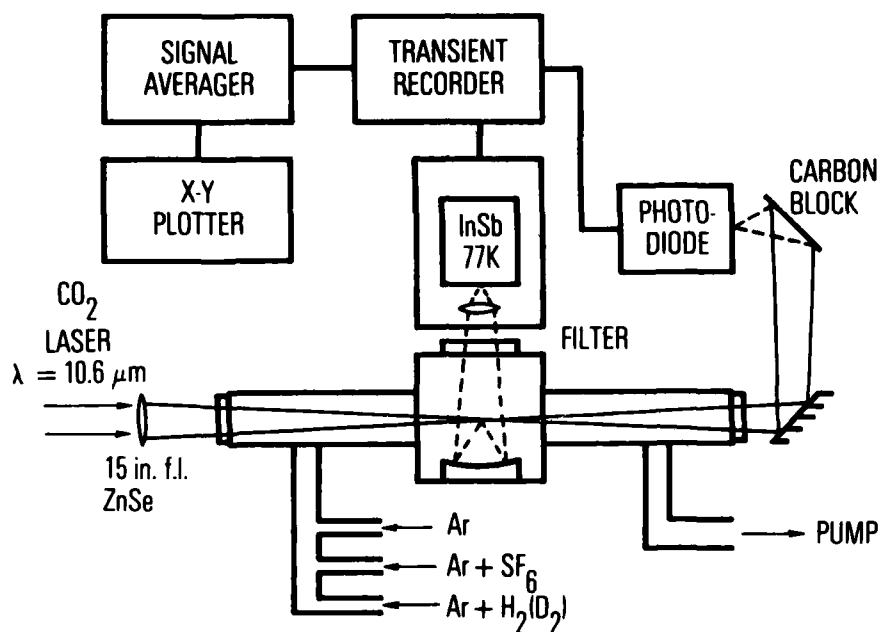 SIGNAL
AVERAGER
TRANSIENT
RECORDER
X-Y
PLOTTER
InSb
77K
PHOTO-
DIODE
CARBON
BLOCK
CO2
LASER
λ = 10.6 μm
FILTER
15 in. f.l.
ZnSe
Ar
Ar + SF6
Ar + H2(D2)
PUMP